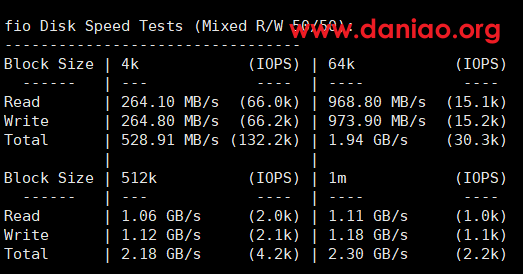 fio Disk Speed Tests (Mixed R/W 50/50):
www.daniao.org
---------------------------------
Block Size | 4k            (IOPS) | 64k           (IOPS)
  ------   | ---            ----  | ----           ----
Read       | 264.10 MB/s  (66.0k) | 968.80 MB/s  (15.1k)
Write      | 264.80 MB/s  (66.2k) | 973.90 MB/s  (15.2k)
Total      | 528.91 MB/s (132.2k) | 1.94 GB/s    (30.3k)
           |                      |
Block Size | 512k          (IOPS) | 1m            (IOPS)
  ------   | ---            ----  | ----           ----
Read       | 1.06 GB/s     (2.0k) | 1.11 GB/s     (1.0k)
Write      | 1.12 GB/s     (2.1k) | 1.18 GB/s     (1.1k)
Total      | 2.18 GB/s     (4.2k) | 2.30 GB/s     (2.2k)